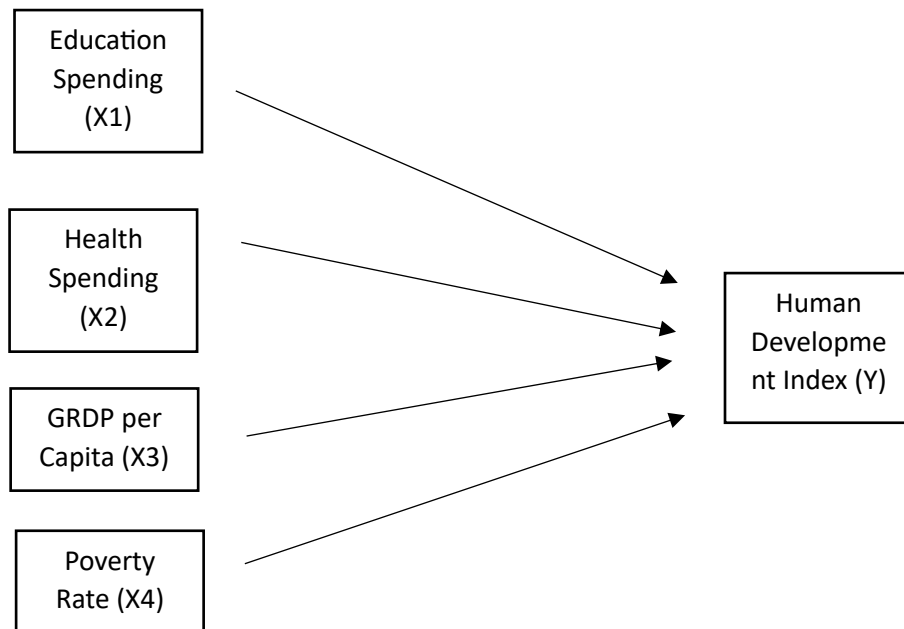 Education
Spending
(X1)
Health
Spending
(X2)
GRDP per
Capita (X3)
Poverty
Rate (X4)
Human
Developme
nt Index (Y)